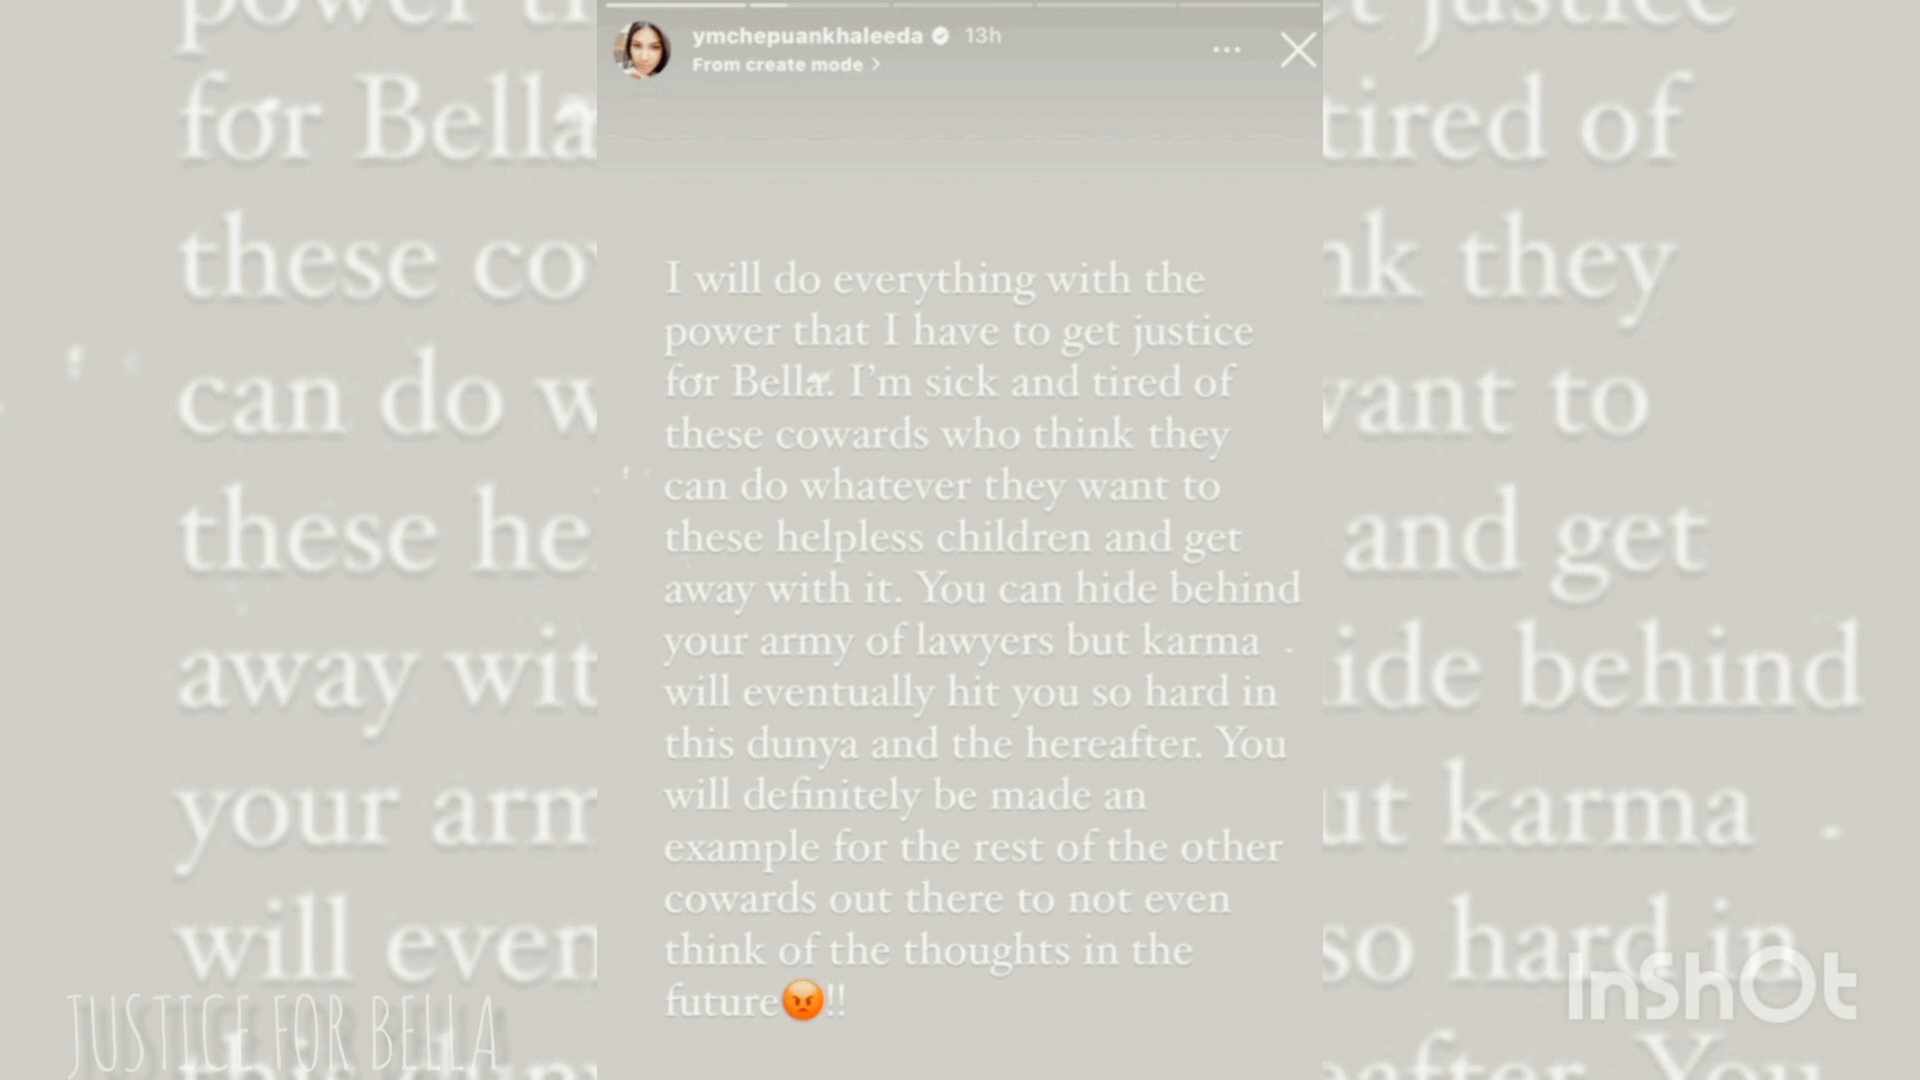 ymchepuankhaleeda 13h
From create mode >
I will do everything with the
power that I have to get justice
for Bella. I'm sick and tired of
these cowards who think they
can do whatever they want to
these helpless children and get
away with it. You can hide behind
your army of lawyers but karma
will eventually hit you so hard in
this dunya and the hereafter. You
will definitely be made an
example for the rest of the other
cowards out there to not even
think of the thoughts in the
future😡!!
JUSTICE FOR BELLA
InShOt